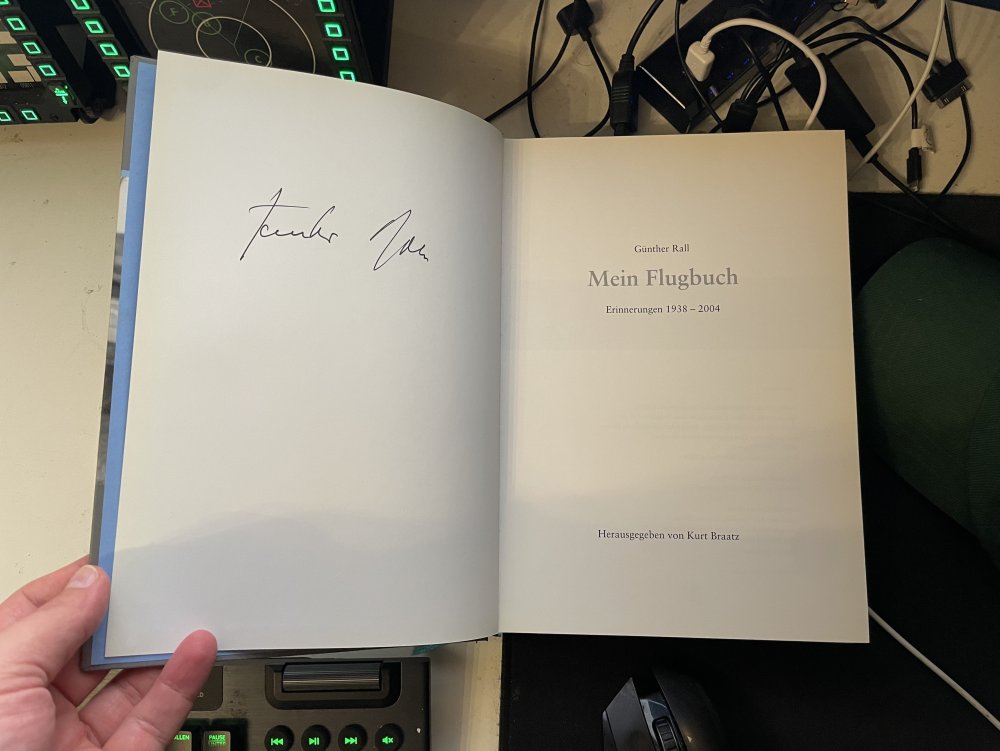 Günther Rall
Mein Flugbuch
Erinnerungen 1938 – 2004
Herausgegeben von Kurt Braatz
PAUSE